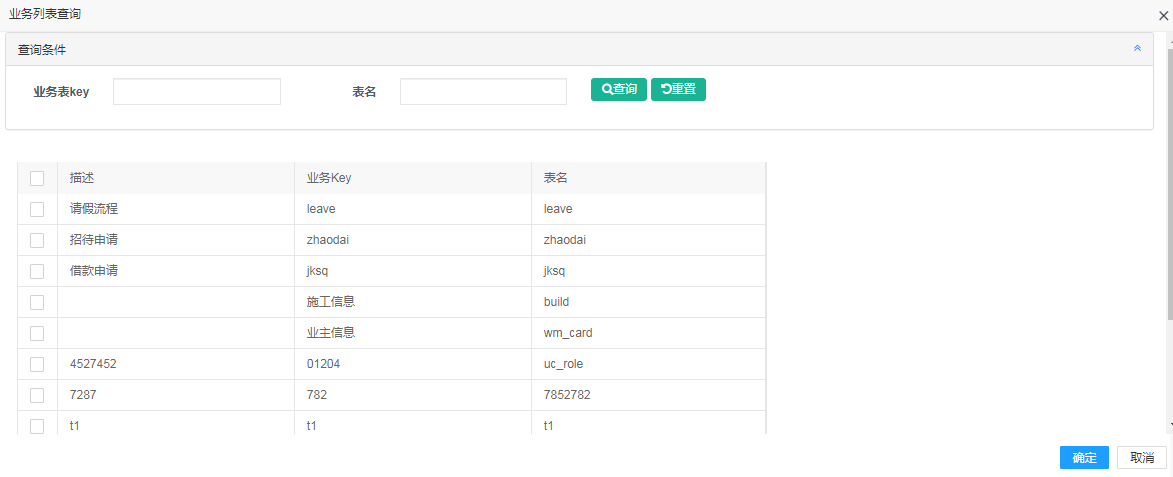 业务列表查询
查询条件
业务表key 表名 查询 重置
描述 业务Key 表名
请假流程 leave leave
招待申请 zhaodai zhaodai
借款申请 jksq jksq
施工信息 build
业主信息 wm_card
4527452 01204 uc_role
7287 782 7852782
t1 t1 t1
确定 取消